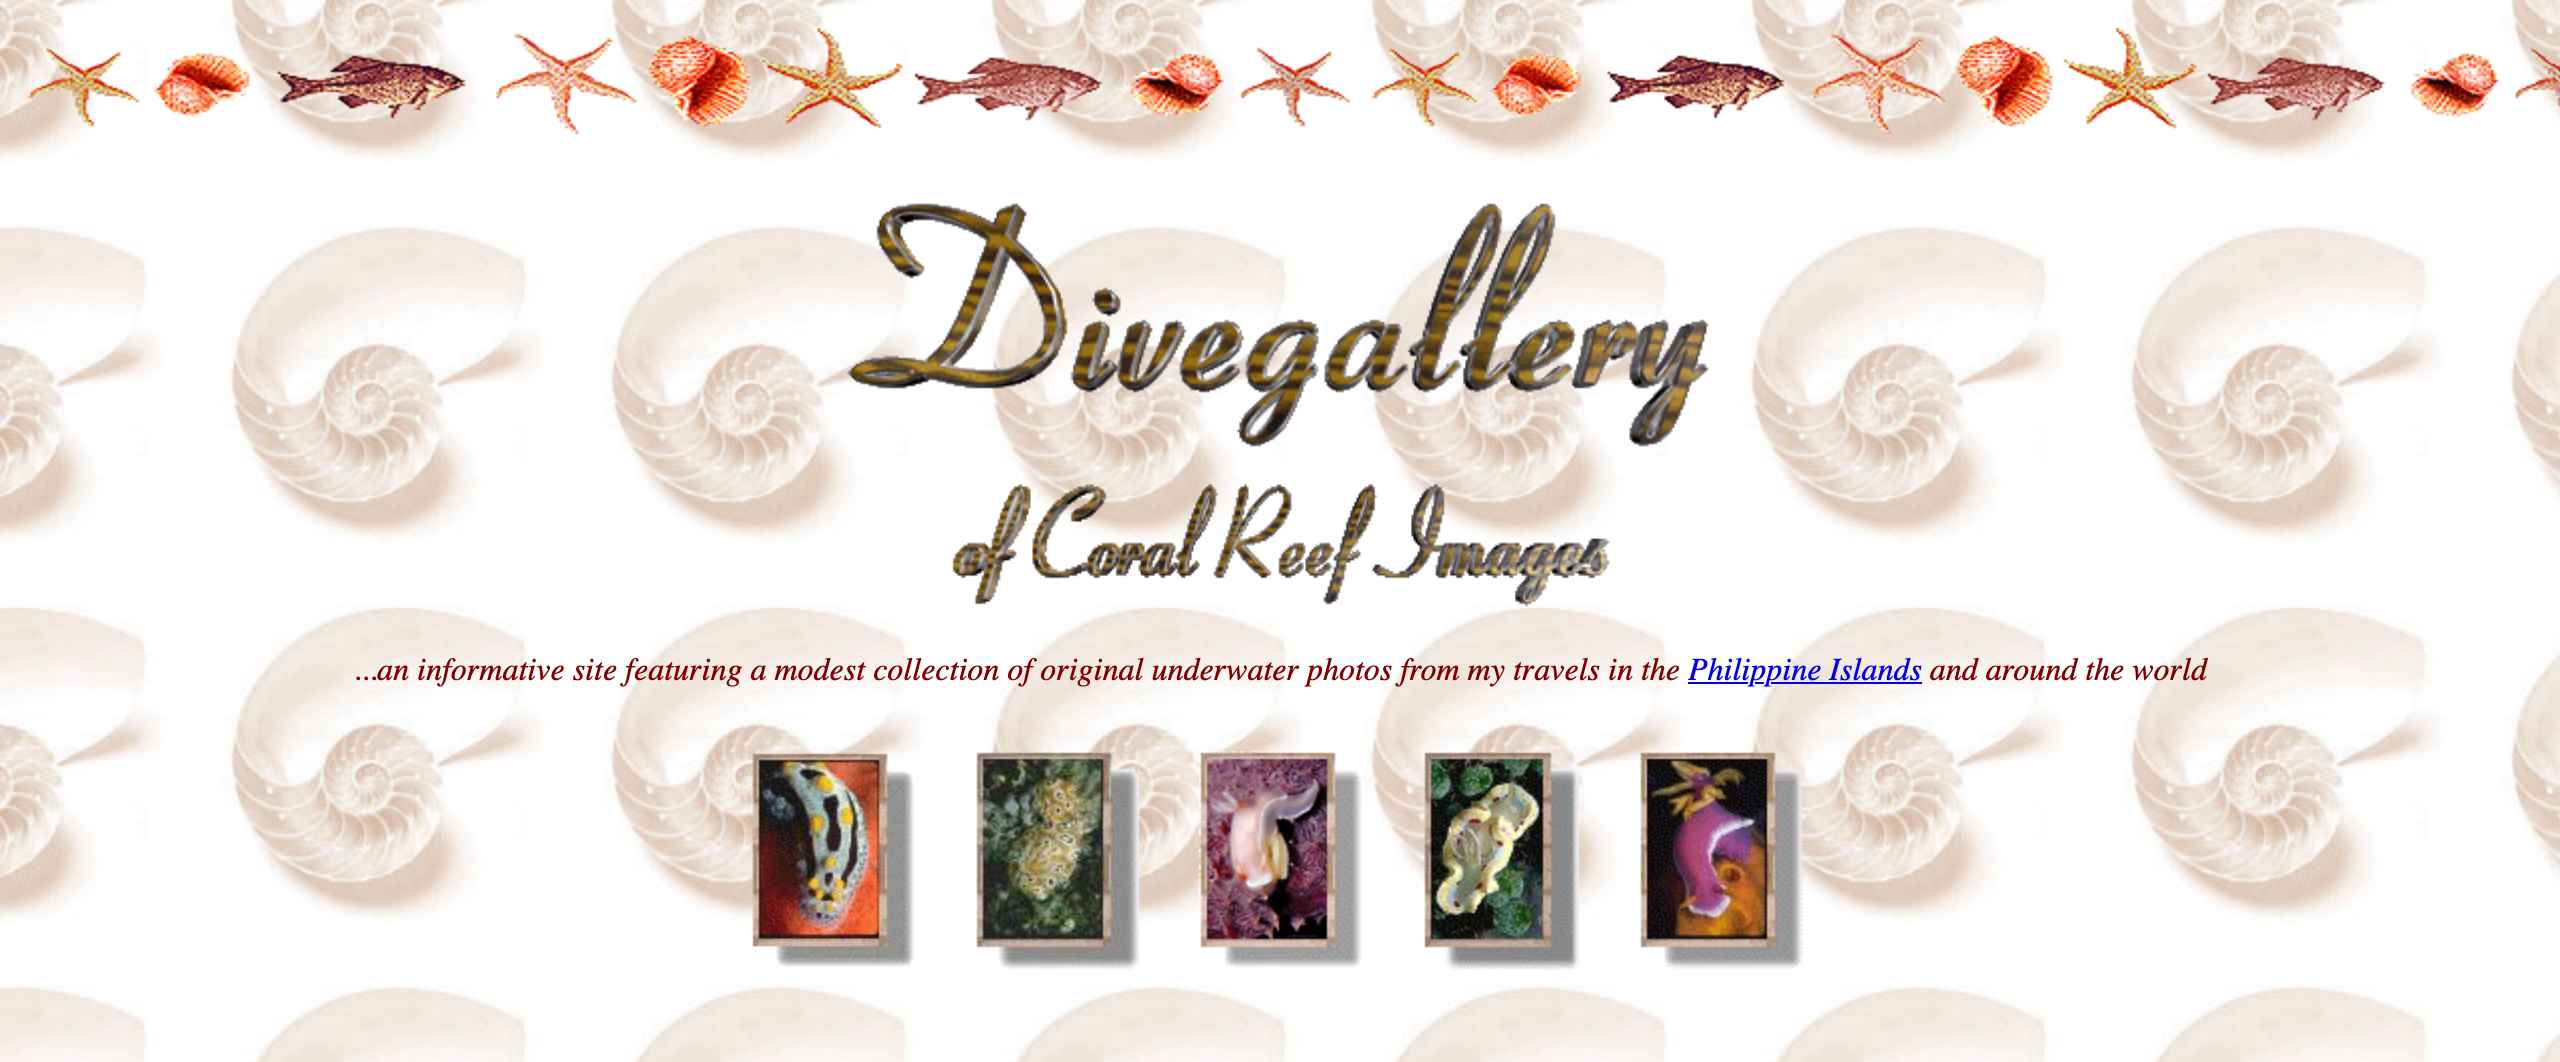 Divegallery
of Coral Reef Images
...an informative site featuring a modest collection of original underwater photos from my travels in the Philippine Islands and around the world